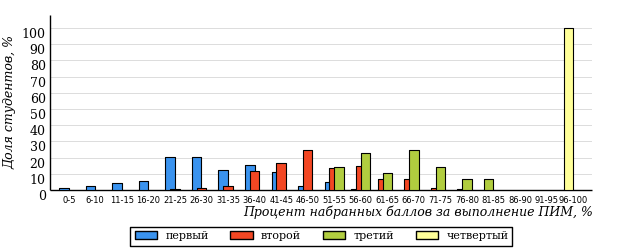 Доля студентов, %
100
90
80
70
60
50
40
30
20
10
0
0-5 6-10 11-15 16-20 21-25 26-30 31-35 36-40 41-45 46-50 51-55 56-60 61-65 66-70 71-75 76-80 81-85 86-90 91-95 96-100
Процент набранных баллов за выполнение ПИМ, %
первый второй третий четвертый